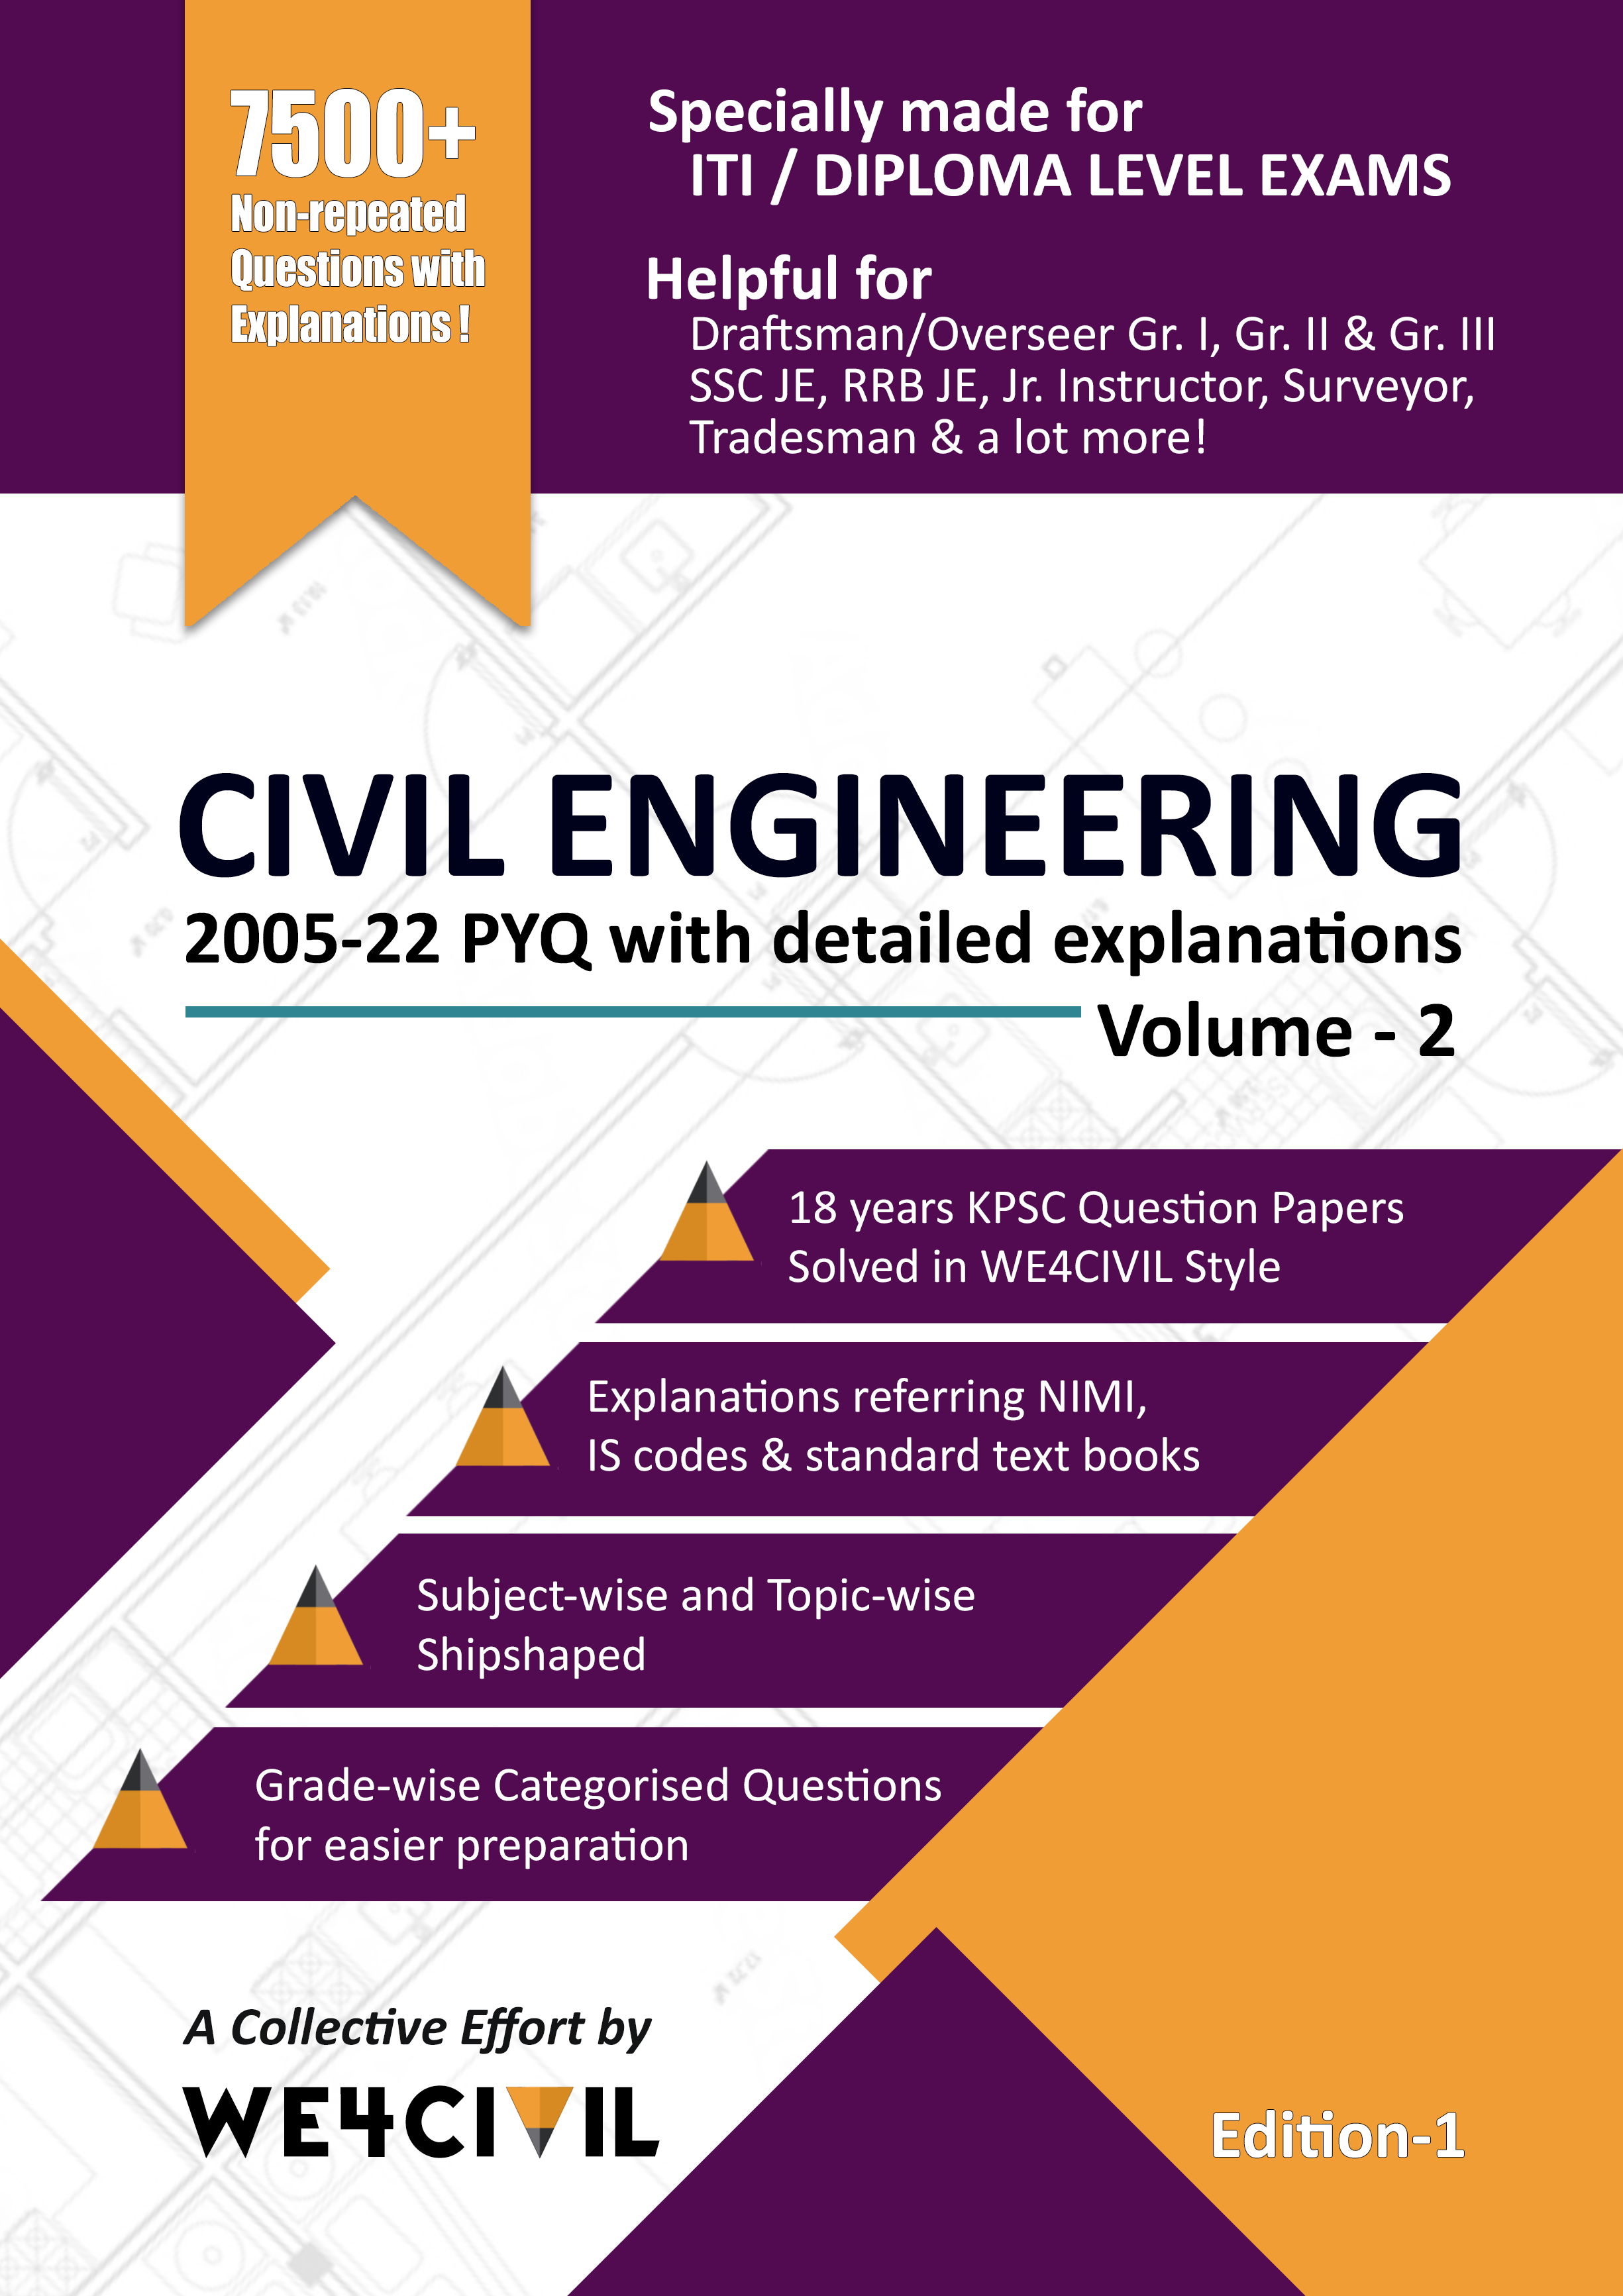 7500+
Non-repeated
Questions with
Explanations !
Specially made for
ITI / DIPLOMA LEVEL EXAMS
Helpful for
Draftsman/Overseer Gr. I, Gr. II & Gr. III
SSC JE, RRB JE, Jr. Instructor, Surveyor,
Tradesman & a lot more!
CIVIL ENGINEERING
2005-22 PYQ with detailed explanations
Volume - 2
18 years KPSC Question Papers
Solved in WE4CIVIL Style
Explanations referring NIMI,
IS codes & standard text books
Subject-wise and Topic-wise
Shipshaped
Grade-wise Categorised Questions
for easier preparation
A Collective Effort by
WE4CIVIL
Edition-1